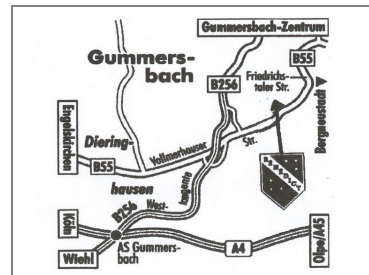 Gummersbach-Zentrum
Gummers-
bach
B55
B256
Friedrichs-
taler Str.
Bergneustadt
Engelskirchen
Diering-
hausen
B55
Vollmerhauser
Str.
BENEDICT
B256
West-
tangente
Köln
Wiehl
AS Gummers-
bach
A4
Olpe/A45